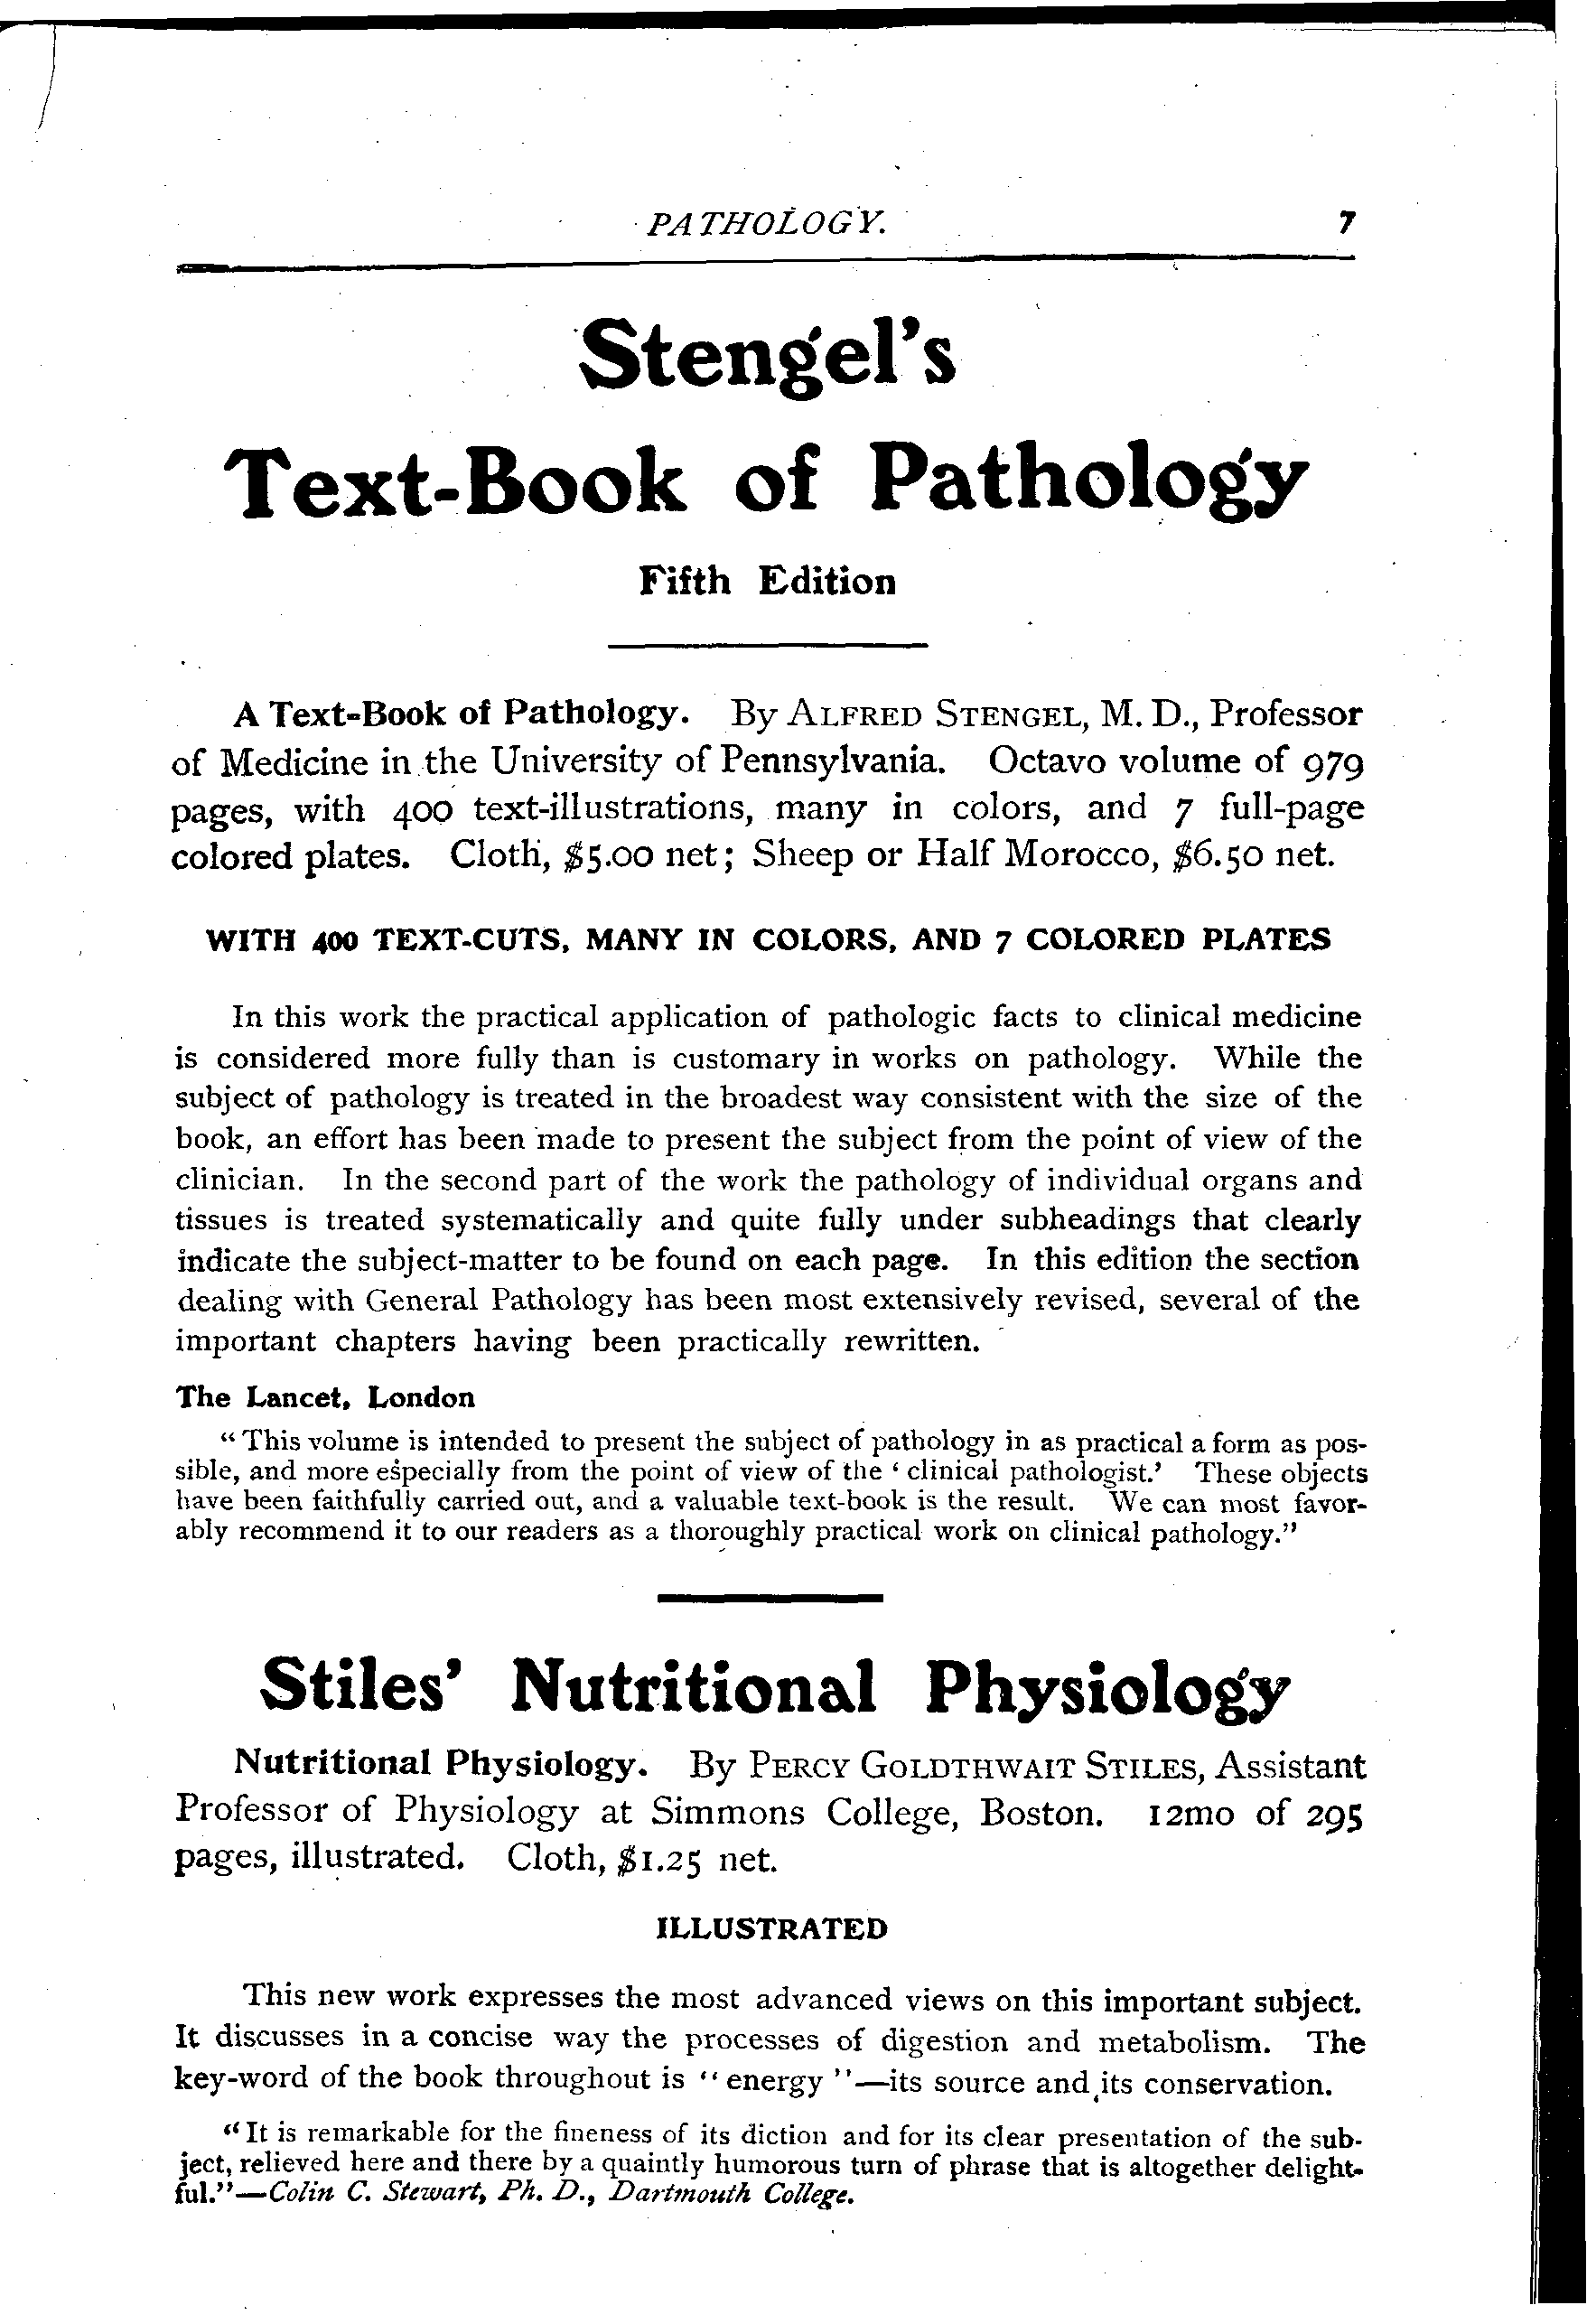 PATHOLOGY. 7
Stengel's
Text-Book of Pathology
Fifth Edition
A Text-Book of Pathology. By ALFRED STENGEL, M. D., Professor
of Medicine in the University of Pennsylvania. Octavo volume of 979
pages, with 400 text-illustrations, many in colors, and 7 full-page
colored plates. Cloth, $5.00 net; Sheep or Half Morocco, $6.50 net.
WITH 400 TEXT-CUTS, MANY IN COLORS, AND 7 COLORED PLATES
In this work the practical application of pathologic facts to clinical medicine
is considered more fully than is customary in works on pathology. While the
subject of pathology is treated in the broadest way consistent with the size of the
book, an effort has been made to present the subject from the point of view of the
clinician. In the second part of the work the pathology of individual organs and
tissues is treated systematically and quite fully under subheadings that clearly
indicate the subject-matter to be found on each page. In this edition the section
dealing with General Pathology has been most extensively revised, several of the
important chapters having been practically rewritten.
The Lancet, London
"This volume is intended to present the subject of pathology in as practical a form as pos-
sible, and more especially from the point of view of the 'clinical pathologist.' These objects
have been faithfully carried out, and a valuable text-book is the result. We can most favor-
ably recommend it to our readers as a thoroughly practical work on clinical pathology."
Stiles' Nutritional Physiology
Nutritional Physiology. By PERCY GOLDTHWAIT STILES, Assistant
Professor of Physiology at Simmons College, Boston. 12mo of 295
pages, illustrated. Cloth, $1.25 net.
ILLUSTRATED
This new work expresses the most advanced views on this important subject.
It discusses in a concise way the processes of digestion and metabolism. The
key-word of the book throughout is "energy"—its source and its conservation.
"It is remarkable for the fineness of its diction and for its clear presentation of the sub-
ject, relieved here and there by a quaintly humorous turn of phrase that is altogether delight-
ful."—Colin C. Stewart, Ph. D., Dartmouth College.